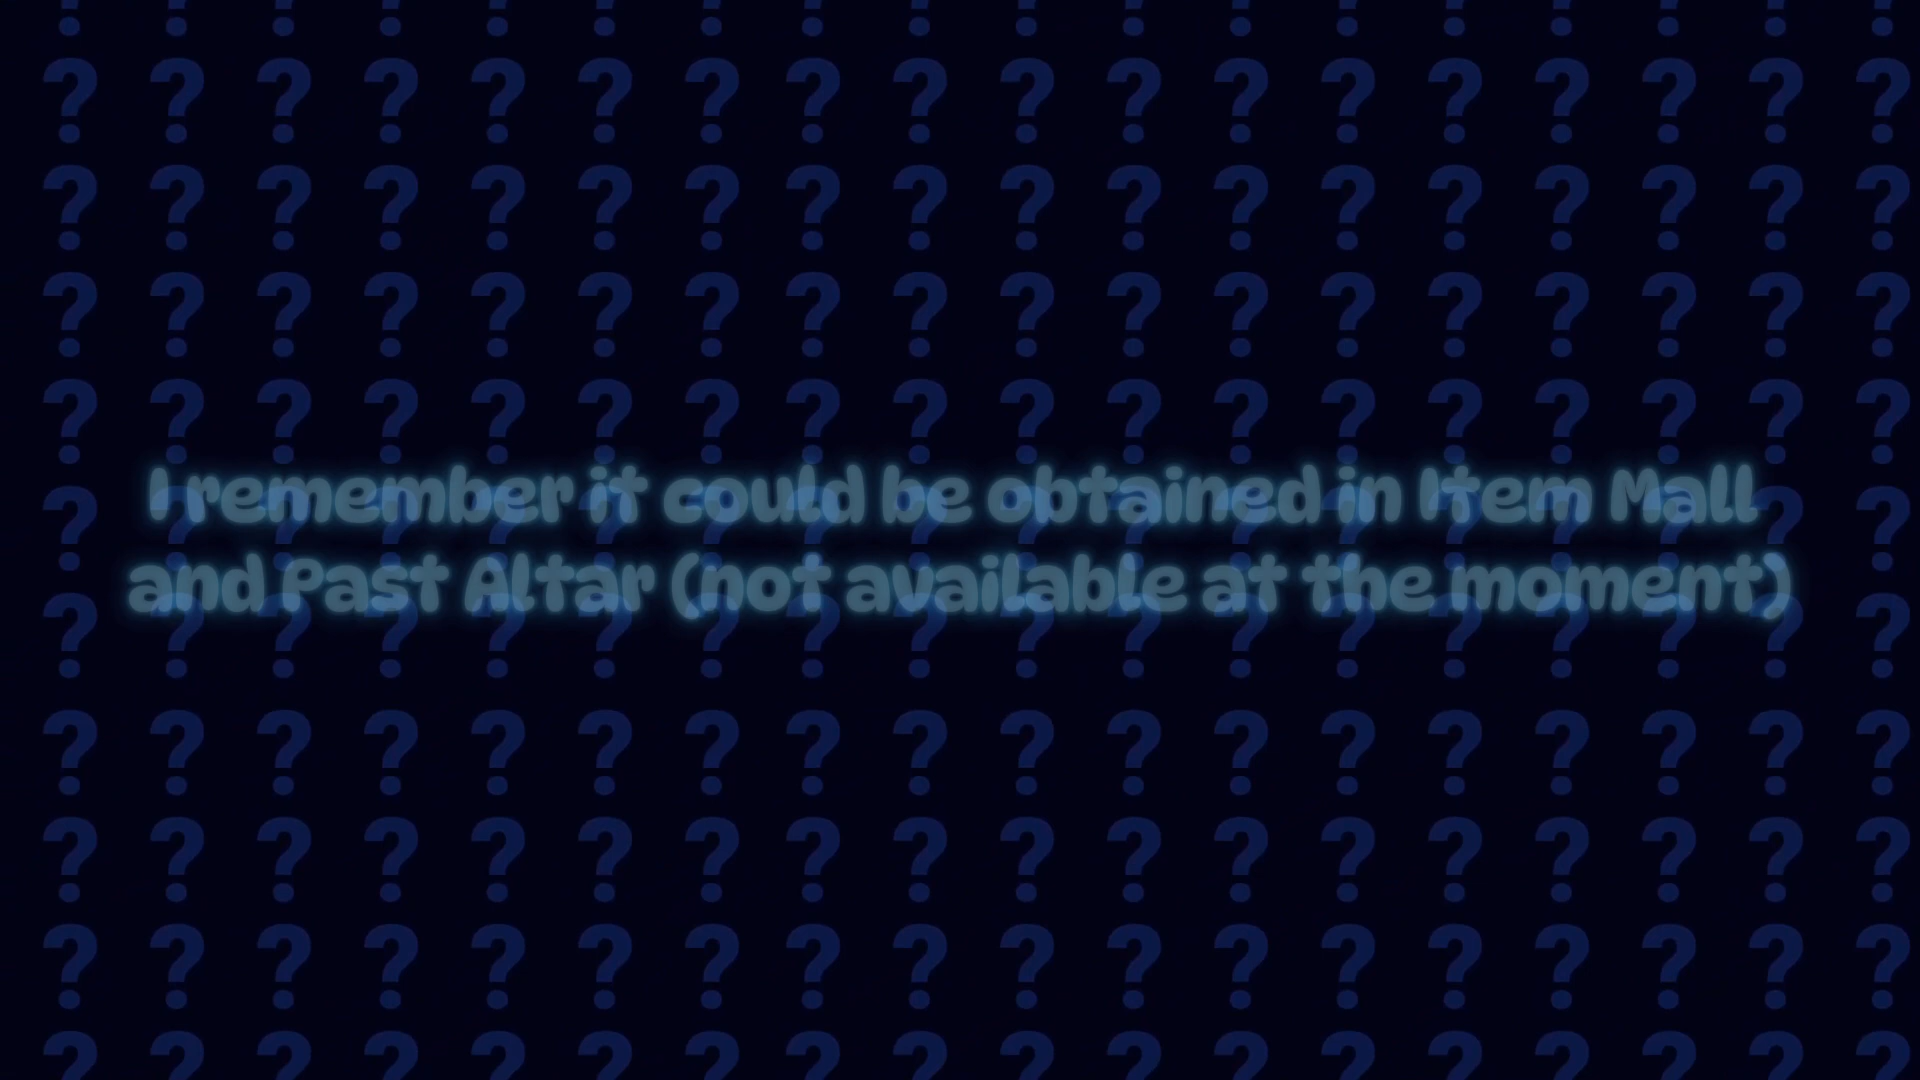 I remember it could be obtained in Item Mall
and Past Altar (not available at the moment)